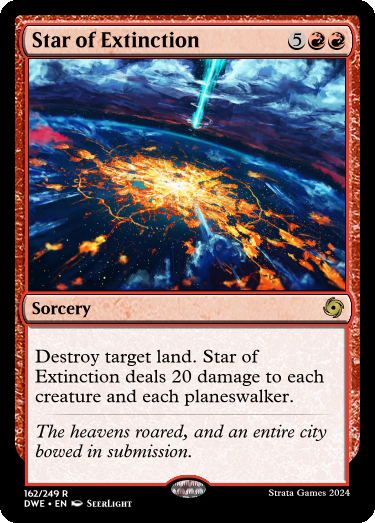 Star of Extinction 5
Sorcery
Destroy target land. Star of
Extinction deals 20 damage to each
creature and each planeswalker.
The heavens roared, and an entire city
bowed in submission.
162/249 R
DWE • EN SEERLIGHT
Strata Games 2024